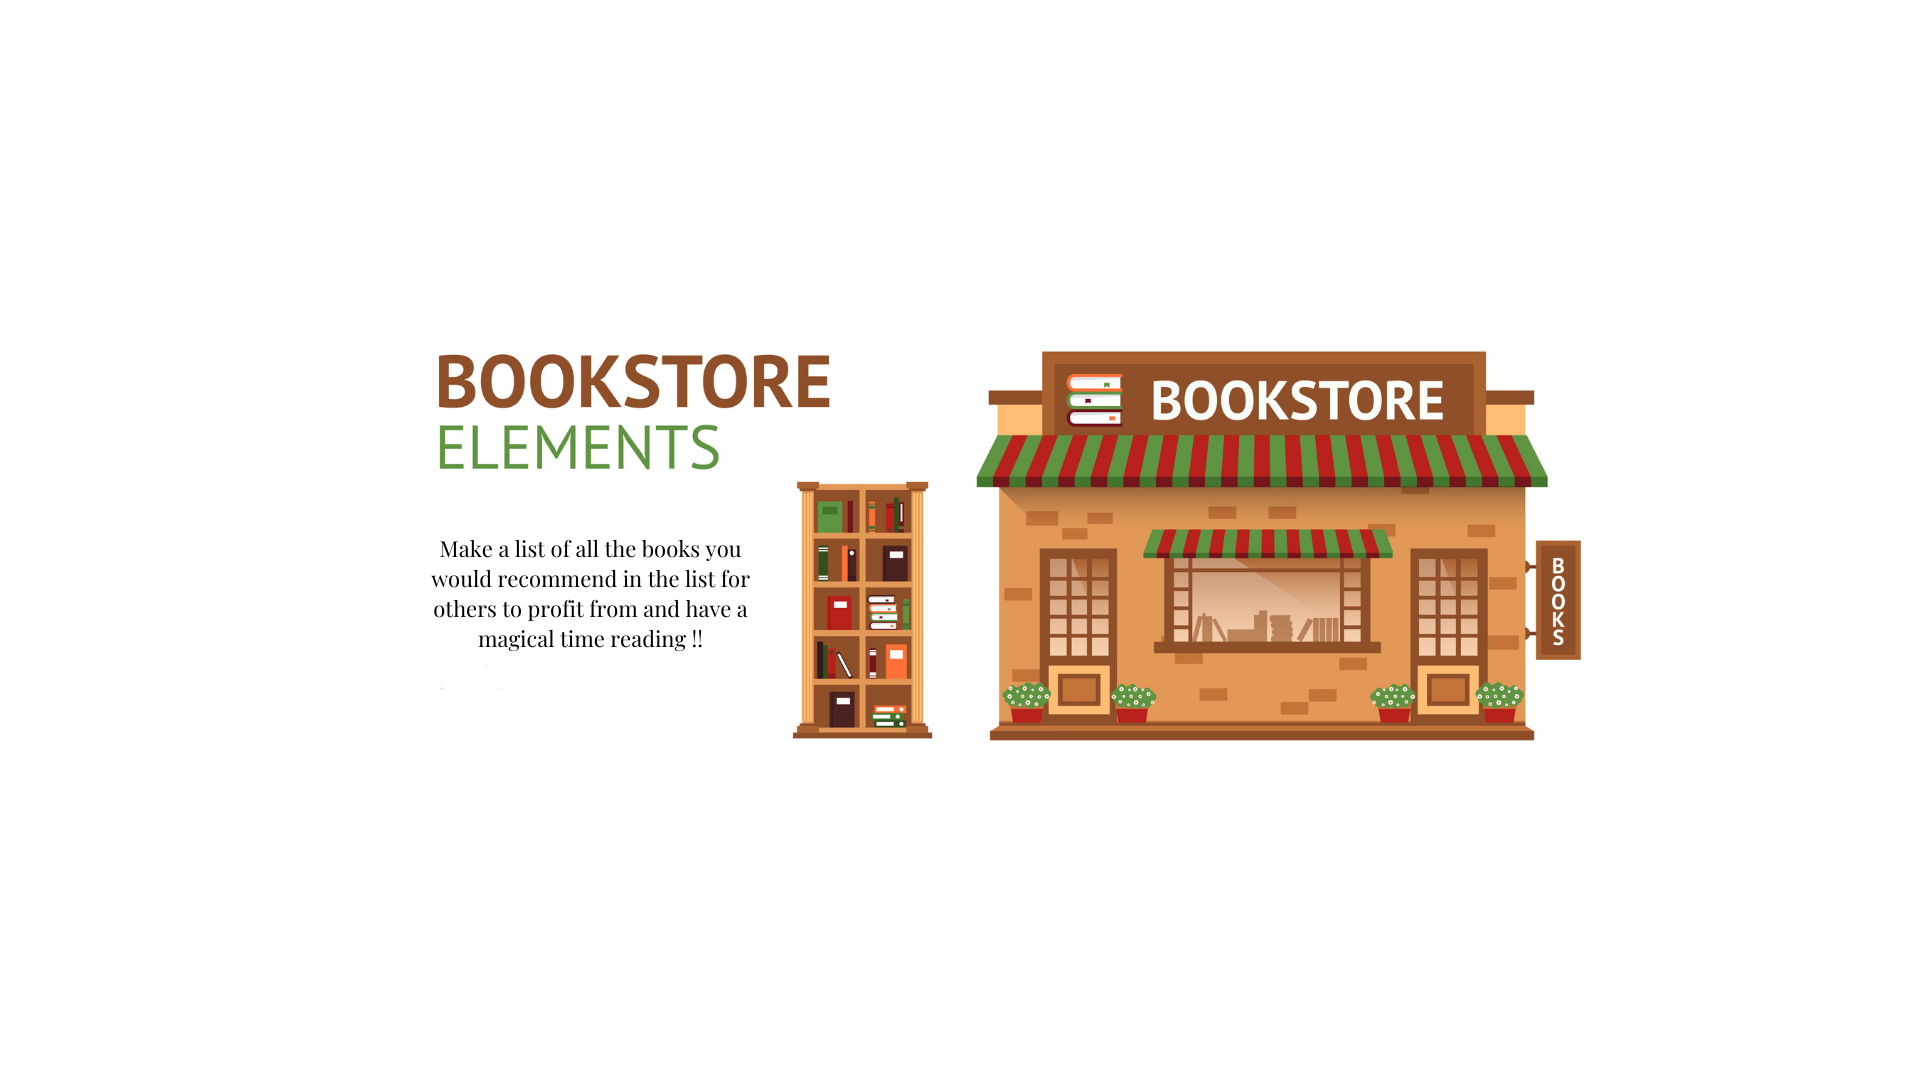 BOOKSTORE
ELEMENTS
Make a list of all the books you
would recommend in the list for
others to profit from and have a
magical time reading !!
BOOKSTORE
BOOKS